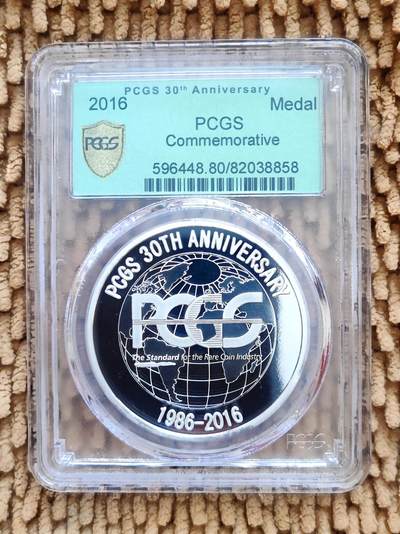 PCGS 30th Anniversary
2016 Medal
PCGS
PCGS
Commemorative
596448.80/82038858
PCGS 30TH ANNIVERSARY
PCGS
The Standard for the Rare Coin Industry
1986-2016
PCGS